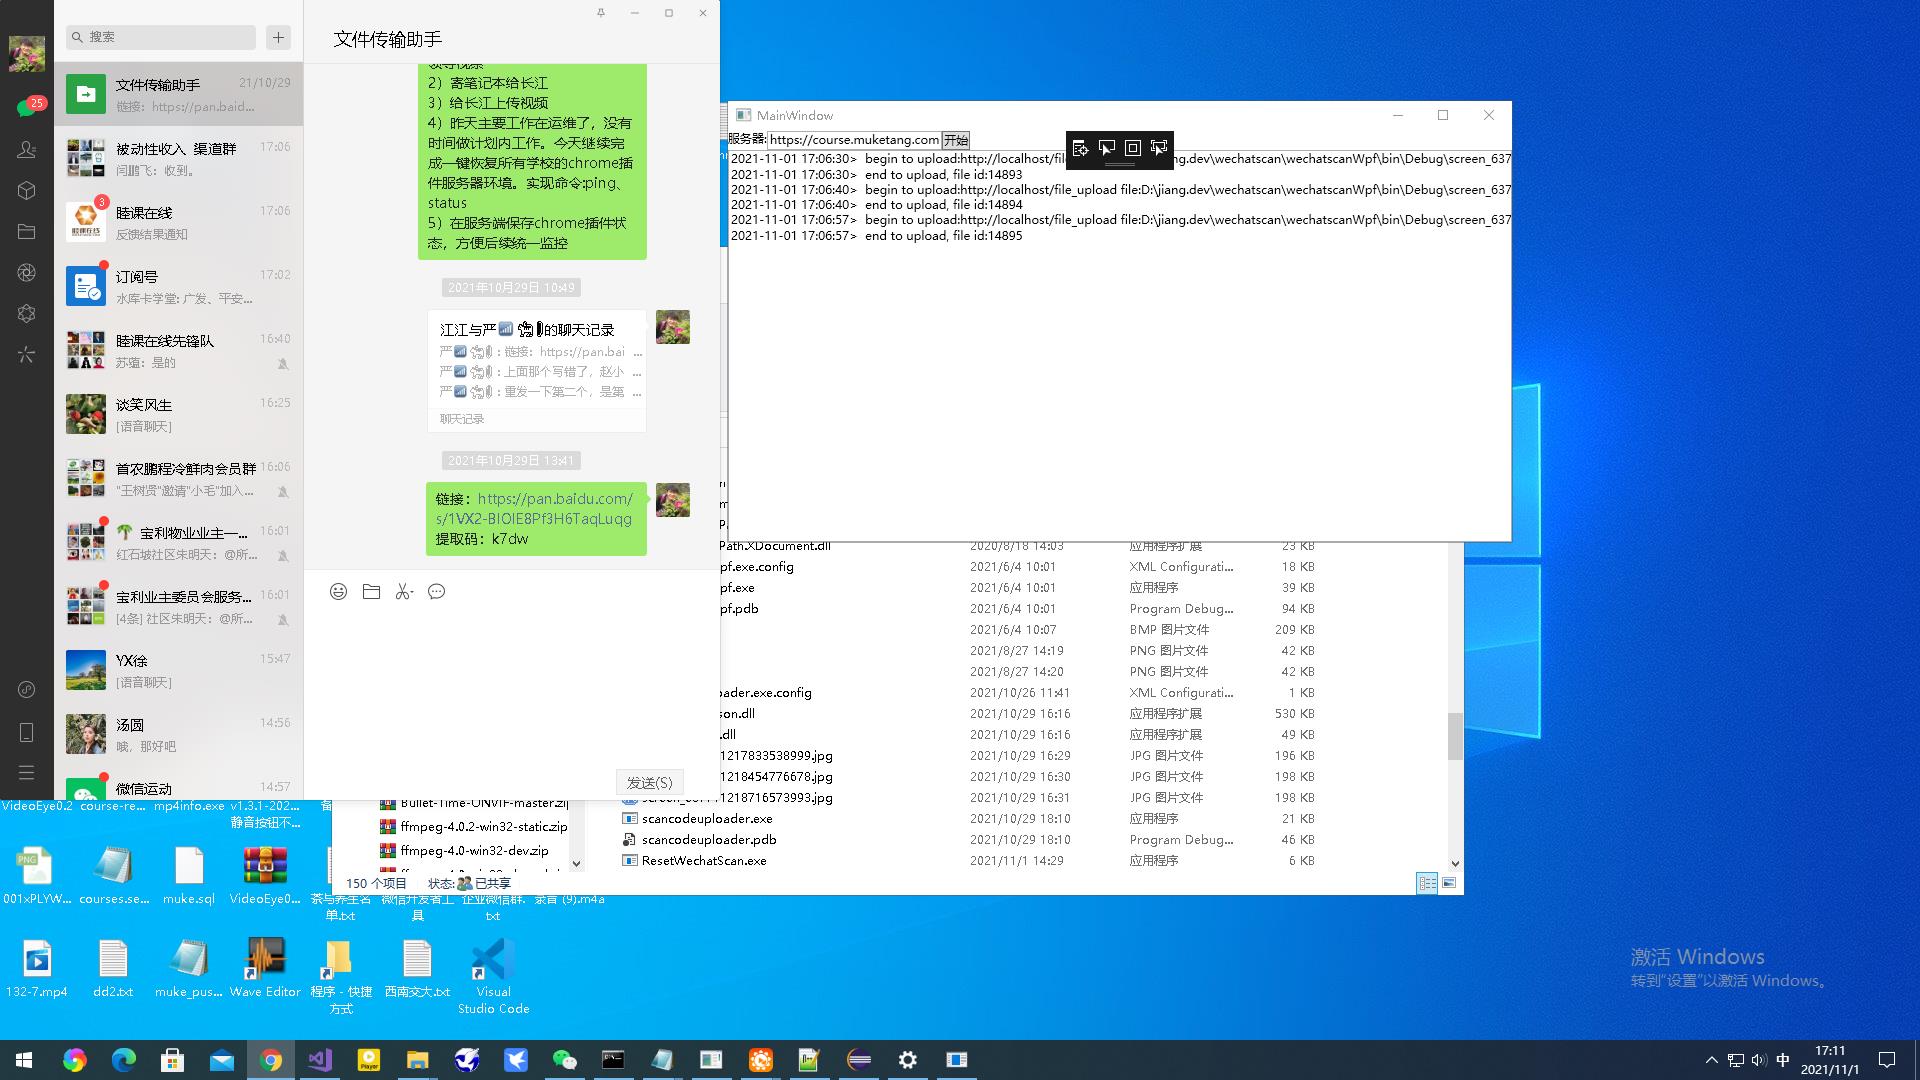 搜索
文件传输助手
21/10/29
链接：https://pan.baid...
25
被动性收入_渠道群
17:06
闫鹏飞：收到。
3
睦课在线
17:06
反馈结果通知
订阅号
17:02
水库卡学堂: 广发、平安...
睦课在线先锋队
16:40
苏蕴：是的
谈笑风生
16:25
[语音聊天]
首农鹏程冷鲜肉会员群
16:06
"王树贤"邀请"小毛"加入...
宝利物业业主一...
16:01
红石坡社区朱明天：@所...
宝利业主委员会服务...
16:01
[4条] 社区朱明天：@所...
YX徐
15:47
[语音聊天]
汤圆
14:56
哦，那好吧
微信运动
14:57
文件传输助手
2）寄笔记本给长江
3）给长江上传视频
4）昨天主要工作在运维了，没有
时间做计划内工作。今天继续完
成一键恢复所有学校的chrome插
件服务器环境。实现命令:ping、
status
5）在服务端保存chrome插件状
态，方便后续统一监控
2021年10月29日 10:49
江江与严的聊天记录
严：链接：https://pan.bai ...
严：上面那个写错了，赵小 ...
严：重发一下第二个，是第 ...
聊天记录
2021年10月29日 13:41
链接：https://pan.baidu.com/
s/1VX2-BIOIE8Pf3H6TaqLuqg
提取码：k7dw
发送(S)
MainWindow
服务器: https://course.muketang.com 开始
2021-11-01 17:06:30> begin to upload:http://localhost/fil D:\jiang.dev\wechatscan\wechatscanWpf\bin\Debug\screen_637
2021-11-01 17:06:30> end to upload, file id:14893
2021-11-01 17:06:40> begin to upload:http://localhost/file_upload file:D:\jiang.dev\wechatscan\wechatscanWpf\bin\Debug\screen_637
2021-11-01 17:06:40> end to upload, file id:14894
2021-11-01 17:06:57> begin to upload:http://localhost/file_upload file:D:\jiang.dev\wechatscan\wechatscanWpf\bin\Debug\screen_637
2021-11-01 17:06:57> end to upload, file id:14895
Path.XDocument.dll 2020/8/18 14:03 应用程序扩展 23 KB
pf.exe.config 2021/6/4 10:01 XML Configurati... 18 KB
pf.exe 2021/6/4 10:01 应用程序 39 KB
pf.pdb 2021/6/4 10:01 Program Debug... 94 KB
2021/6/4 10:07 BMP 图片文件 209 KB
2021/8/27 14:19 PNG 图片文件 42 KB
2021/8/27 14:20 PNG 图片文件 42 KB
ader.exe.config 2021/10/26 11:41 XML Configurati... 1 KB
son.dll 2021/10/29 16:16 应用程序扩展 530 KB
.dll 2021/10/29 16:16 应用程序扩展 49 KB
1217833538999.jpg 2021/10/29 16:29 JPG 图片文件 196 KB
1218454776678.jpg 2021/10/29 16:30 JPG 图片文件 198 KB
1218716573993.jpg 2021/10/29 16:31 JPG 图片文件 198 KB
scancodeuploader.exe 2021/10/29 18:10 应用程序 21 KB
scancodeuploader.pdb 2021/10/29 18:10 Program Debug... 46 KB
ResetWechatScan.exe 2021/11/1 14:29 应用程序 6 KB
Bullet-Time-ONVIF-master.zip
ffmpeg-4.0.2-win32-static.zip
ffmpeg-4.0-win32-dev.zip
150 个项目 状态: 已共享
VideoEye0.2 course-re... mp4info.exe v1.3.1-202...
静音按钮不...
001xPLYW... courses.se... muke.sql VideoEye0... 茶与养生名 微信开发者工 企业微信群. 录音 (9).m4a
单.txt 具 txt
132-7.mp4 dd2.txt muke_pus... Wave Editor 程序 - 快捷 西南交大.txt Visual
方式 Studio Code
激活 Windows
转到"设置"以激活 Windows。
Player
中
17:11
2021/11/1